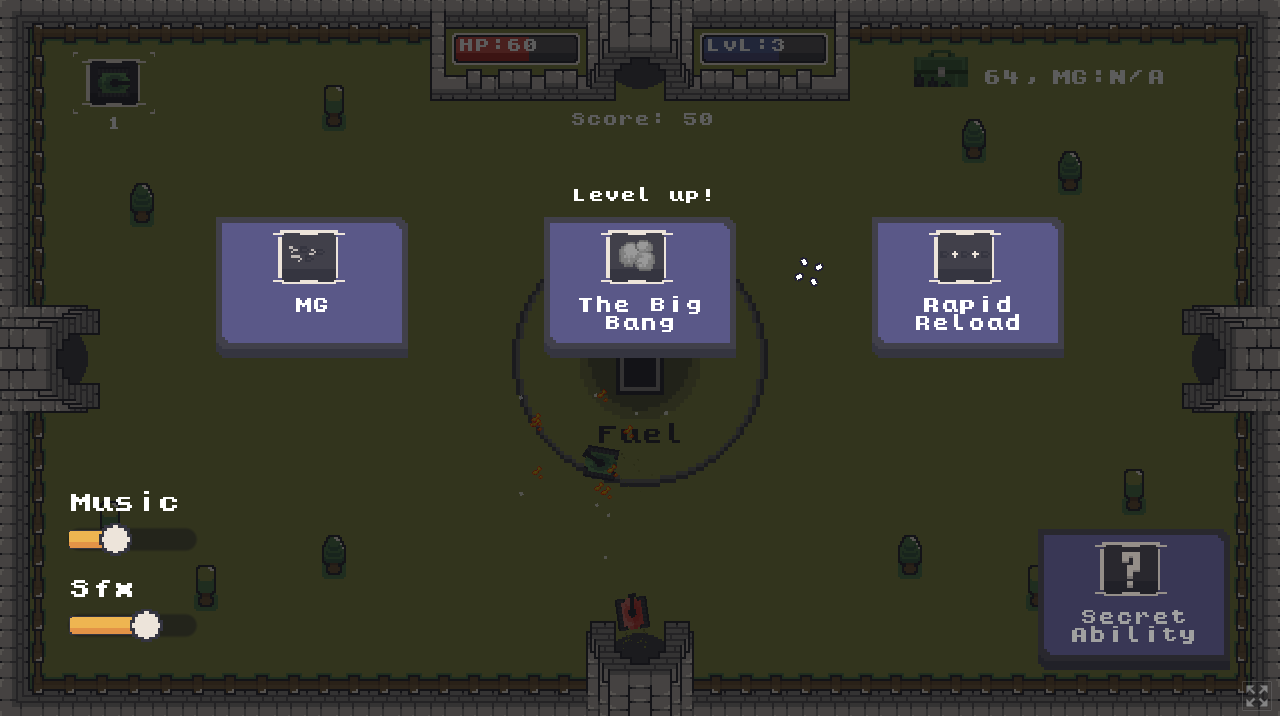 HP:60
LvL:3
64, MG:N/A
1
Score: 50
Level up!
MG
The Big
Bang
Rapid
Reload
Fuel
Music
Sfx
?
Secret
Ability